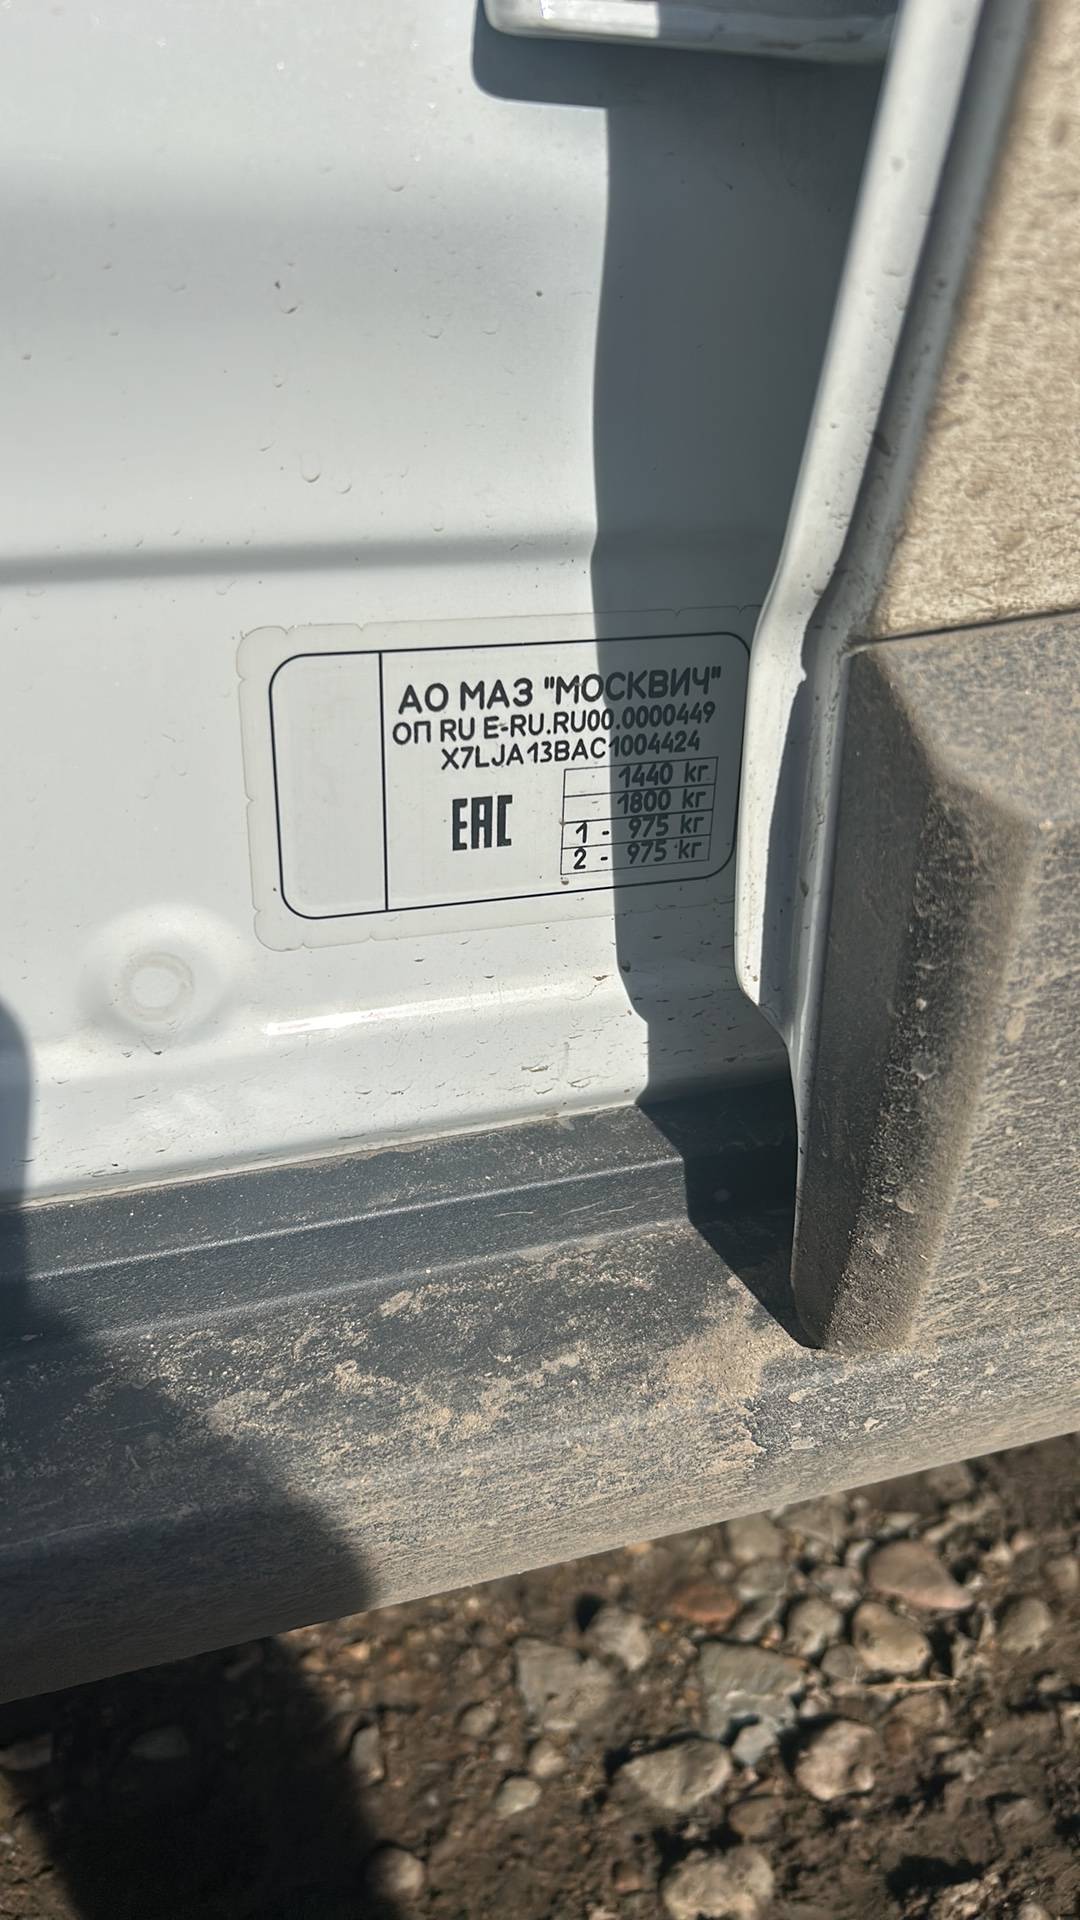 АО МАЗ "МОСКВИЧ"
ОП RU E-RU.RU00.0000449
X7LJA13BAC1004424
EAC
- 1440 кг
- 1800 кг
1 - 975 кг
2 - 975 кг